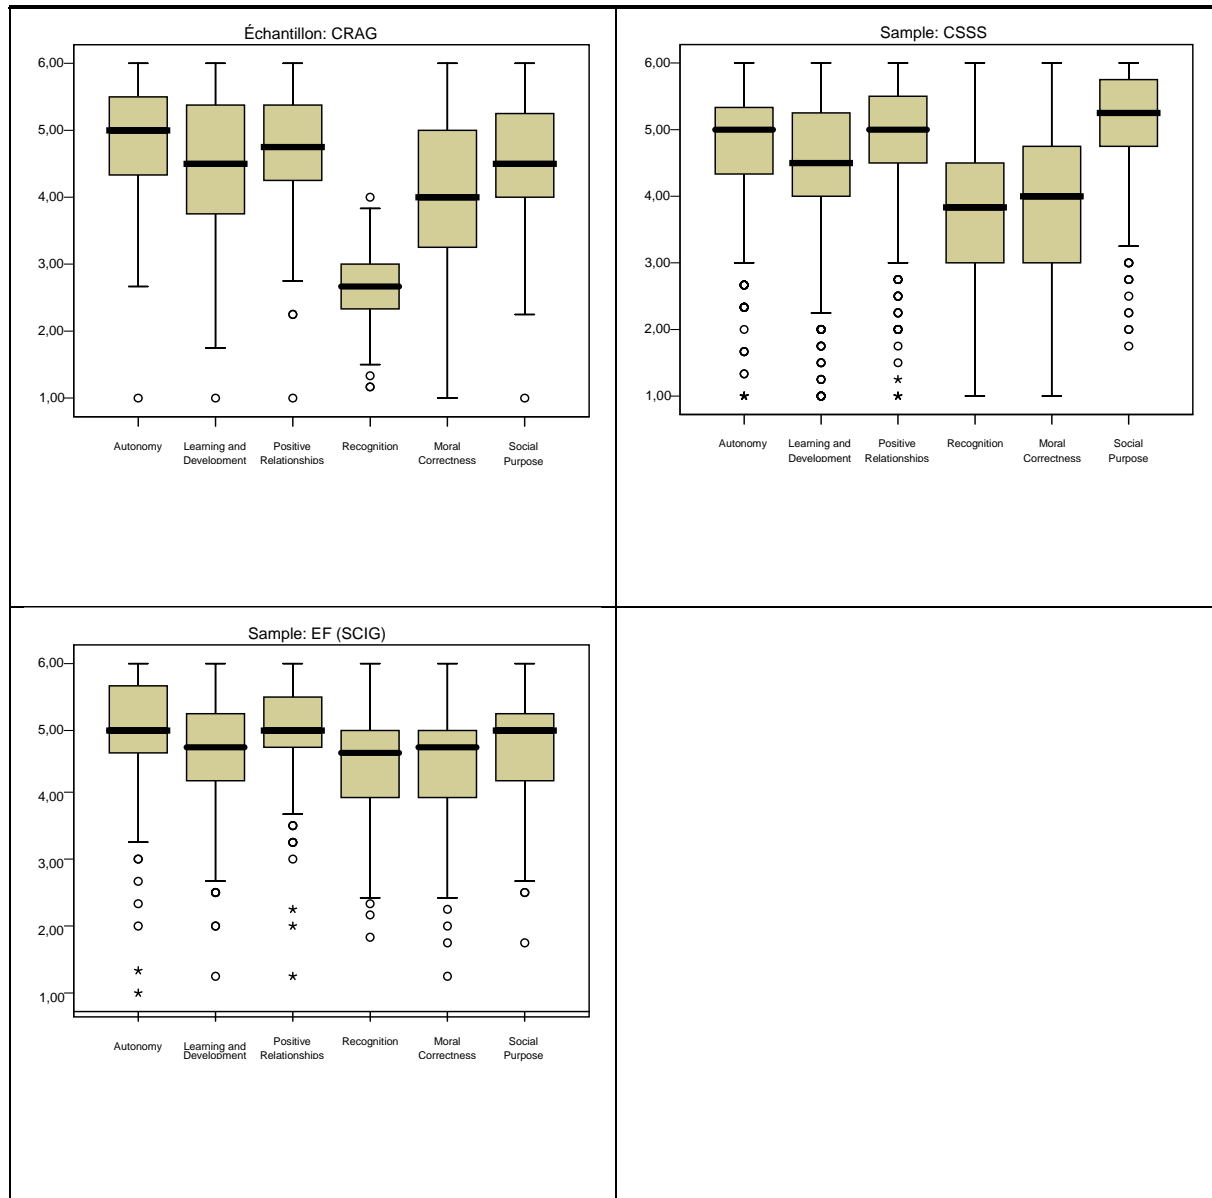 Échantillon: CRAG
6,00
5,00
4,00
3,00
2,00
1,00
Autonomy
Learning and
Development
Positive
Relationships
Recognition
Moral
Correctness
Social
Purpose
Sample: CSSS
6,00
5,00
4,00
3,00
2,00
1,00
Autonomy
Learning and
Development
Positive
Relationships
Recognition
Moral
Correctness
Social
Purpose
Sample: EF (SCIG)
6,00
5,00
4,00
3,00
2,00
1,00
Autonomy
Learning and
Development
Positive
Relationships
Recognition
Moral
Correctness
Social
Purpose